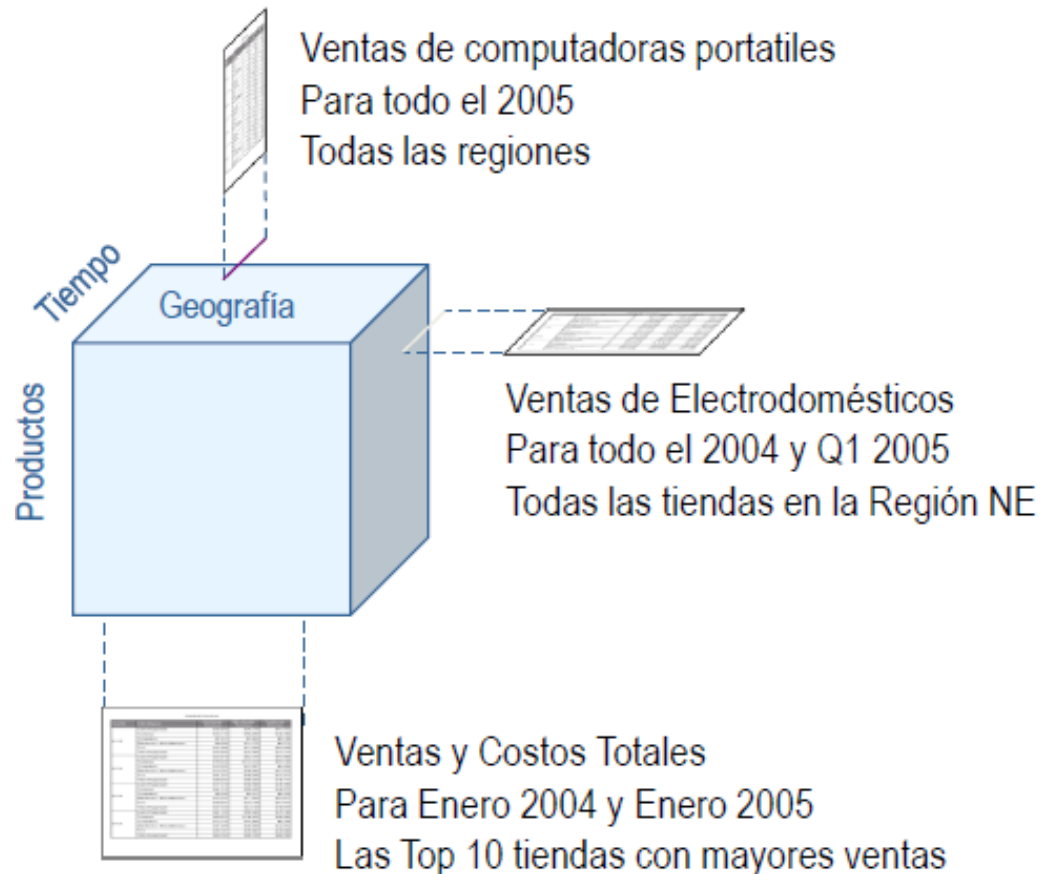 Ventas de computadoras portatiles
Para todo el 2005
Todas las regiones
Tiempo
Geografía
Productos
Ventas de Electrodomésticos
Para todo el 2004 y Q1 2005
Todas las tiendas en la Región NE
Ventas y Costos Totales
Para Enero 2004 y Enero 2005
Las Top 10 tiendas con mayores ventas